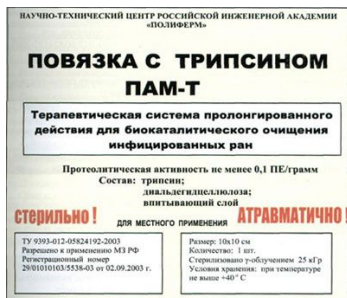 НАУЧНО-ТЕХНИЧЕСКИЙ ЦЕНТР РОССИЙСКОЙ ИНЖЕНЕРНОЙ АКАДЕМИИ
«ПОЛИФЕРМ»
ПОВЯЗКА С ТРИПСИНОМ
ПАМ-Т
Терапевтическая система пролонгированного
действия для биокаталитического очищения
инфицированных ран
Протеолитическая активность не менее 0,1 ПЕ/грамм
Состав: трипсин;
диальдегидцеллюлоза;
впитывающий слой
стерильно !
ДЛЯ МЕСТНОГО ПРИМЕНЕНИЯ
АТРАВМАТИЧНО !
ТУ 9393-012-05824192-2003
Разрешено к применению МЗ РФ
Регистрационный номер
29/01010103/5538-03 от 02.09.2003 г.
Размер: 10x10 см
Количество: 1 шт.
Стерилизовано γ-облучением 25 кГр
Условия хранения: при температуре
не выше +40° С